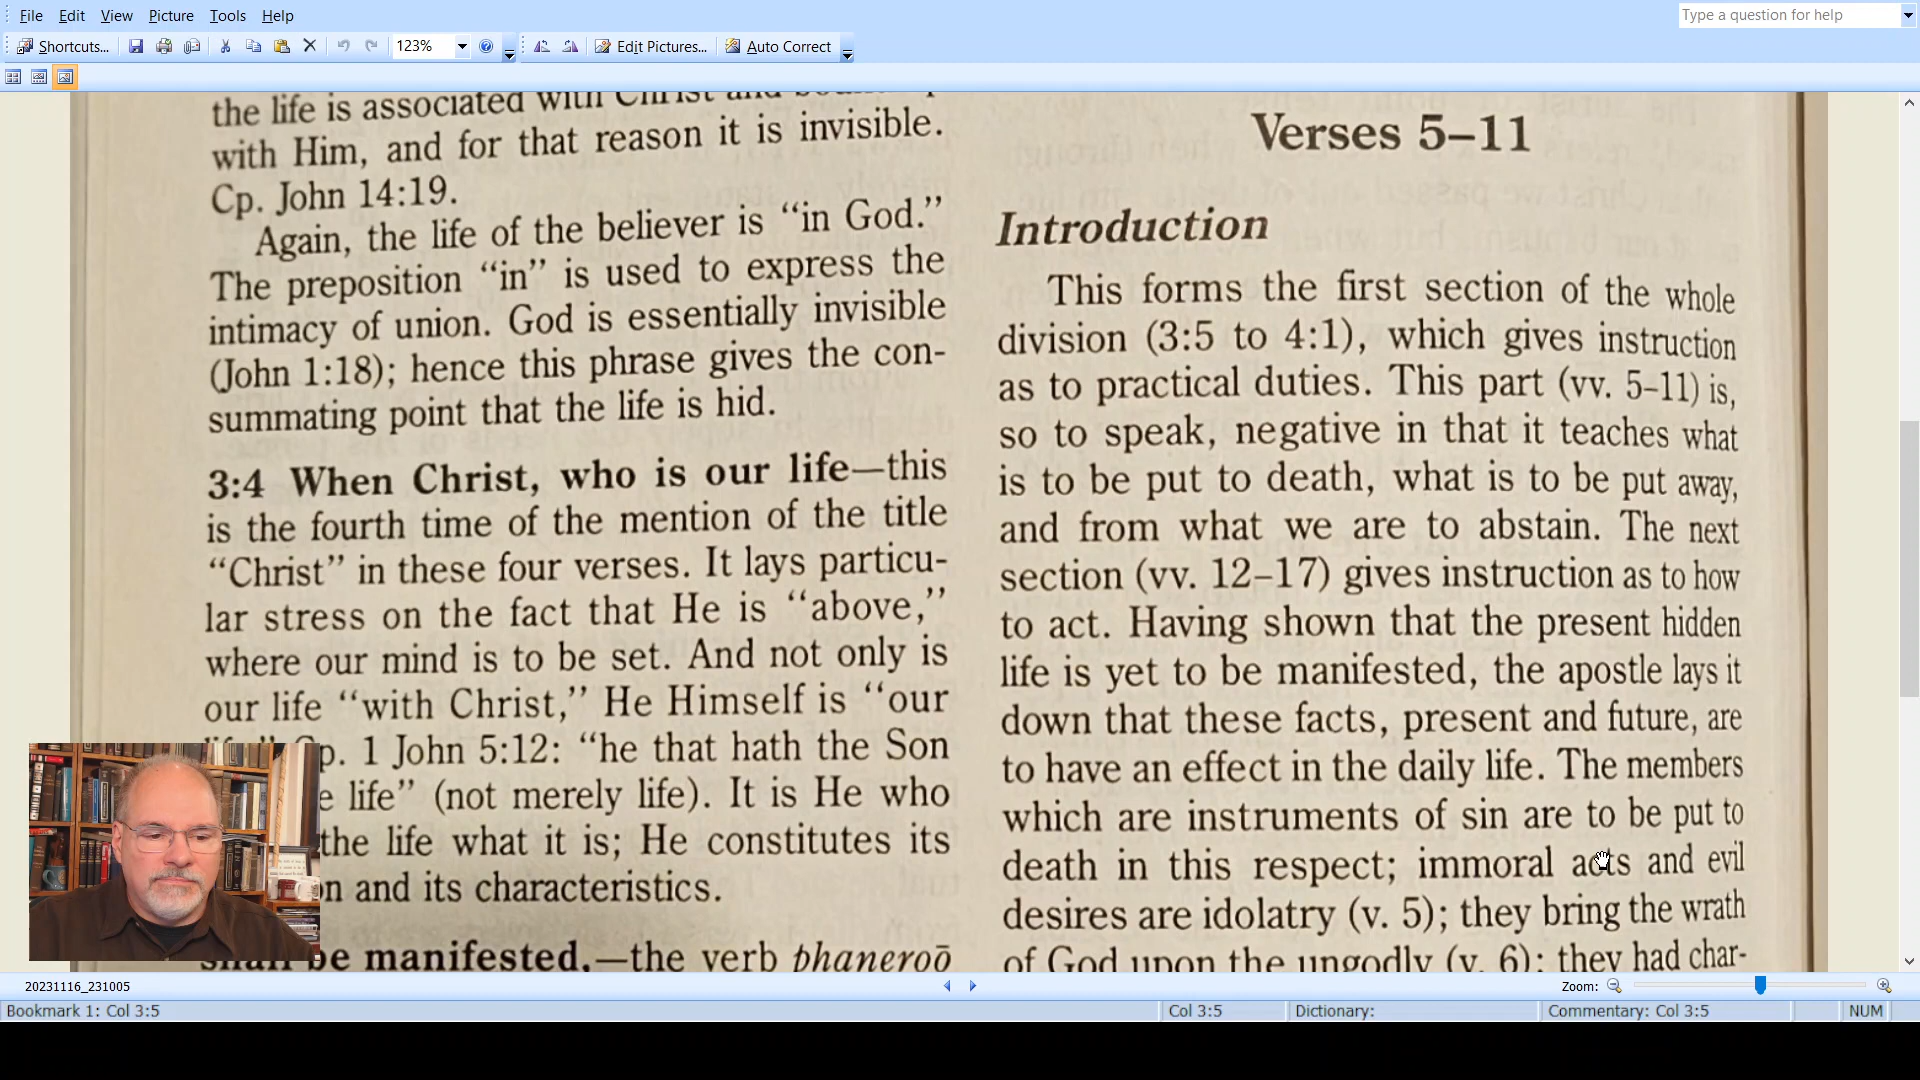 File Edit View Picture Tools Help
Type a question for help
Shortcuts...
123%
Edit Pictures...
Auto Correct
the life is associated with Christ and
with Him, and for that reason it is invisible.
Cp. John 14:19.
Again, the life of the believer is “in God.”
The preposition “in” is used to express the
intimacy of union. God is essentially invisible
(John 1:18); hence this phrase gives the con-
summating point that the life is hid.
3:4 When Christ, who is our life—this
is the fourth time of the mention of the title
“Christ” in these four verses. It lays particu-
lar stress on the fact that He is “above,”
where our mind is to be set. And not only is
our life “with Christ,” He Himself is “our
p. 1 John 5:12: “he that hath the Son
e life” (not merely life). It is He who
the life what it is; He constitutes its
n and its characteristics.
shall be manifested,—the verb phaneroō
Verses 5–11
Introduction
This forms the first section of the whole
division (3:5 to 4:1), which gives instruction
as to practical duties. This part (vv. 5–11) is,
so to speak, negative in that it teaches what
is to be put to death, what is to be put away,
and from what we are to abstain. The next
section (vv. 12–17) gives instruction as to how
to act. Having shown that the present hidden
life is yet to be manifested, the apostle lays it
down that these facts, present and future, are
to have an effect in the daily life. The members
which are instruments of sin are to be put to
death in this respect; immoral acts and evil
desires are idolatry (v. 5); they bring the wrath
of God upon the ungodly (v. 6); they had char-
20231116_231005
Zoom:
Bookmark 1: Col 3:5
Col 3:5
Dictionary:
Commentary: Col 3:5
NUM